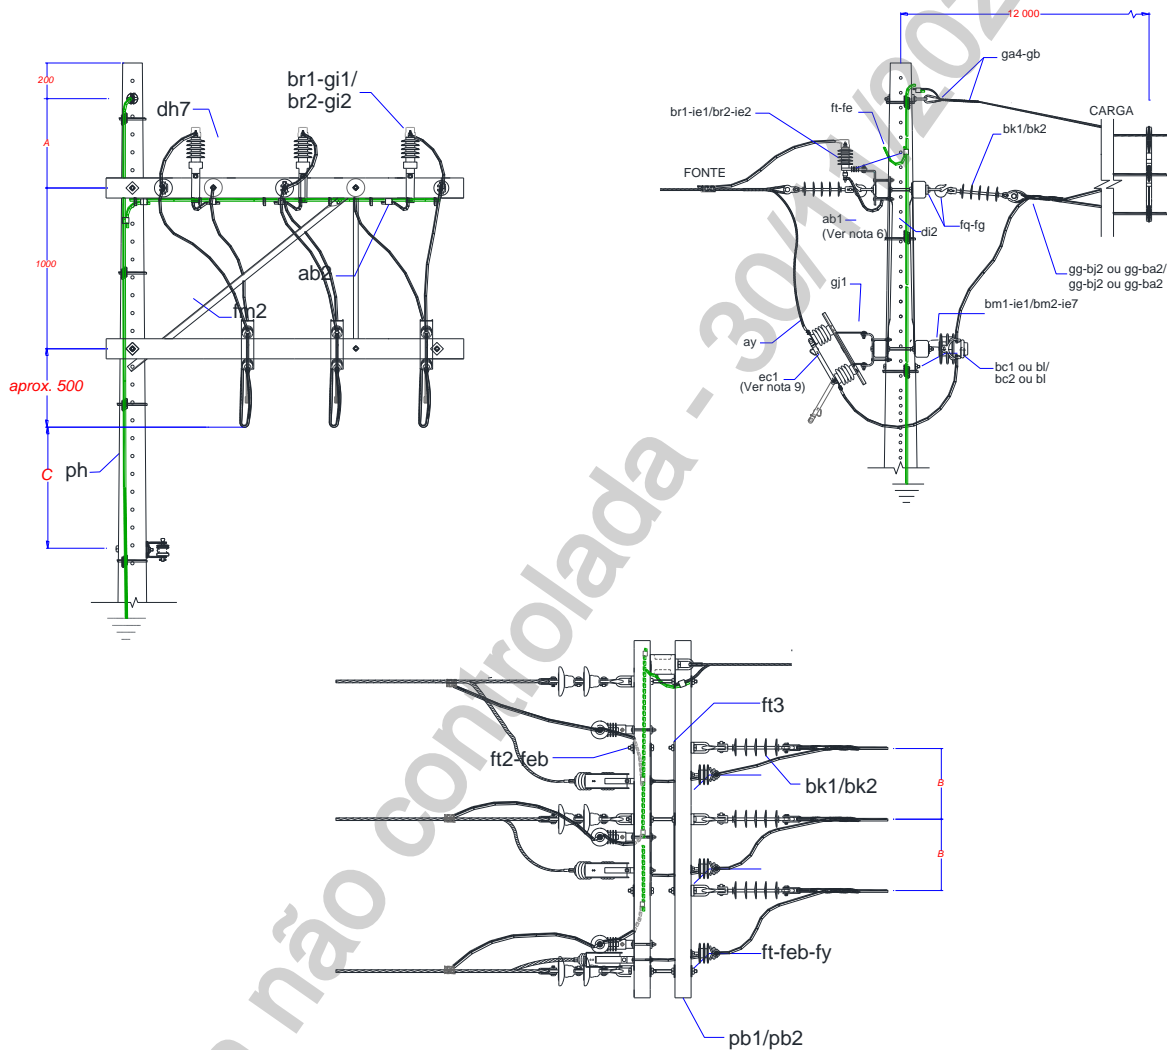 200
A
1000
aprox. 500
C
ph
dh7
br1-gi1/
br2-gi2
ab2
fm2
12 000
ga4-gb
ft-fe
br1-ie1/br2-ie2
CARGA
bk1/bk2
FONTE
ab1
(Ver nota 6)
di2
fq-fg
gg-bj2 ou gg-ba2/
gg-bj2 ou gg-ba2
gj1
bm1-ie1/bm2-ie7
ay
ec1
(Ver nota 9)
bc1 ou bl/
bc2 ou bl
ft3
ft2-feb
bk1/bk2
B
B
ft-feb-fy
pb1/pb2
não controlada - 30/11/202